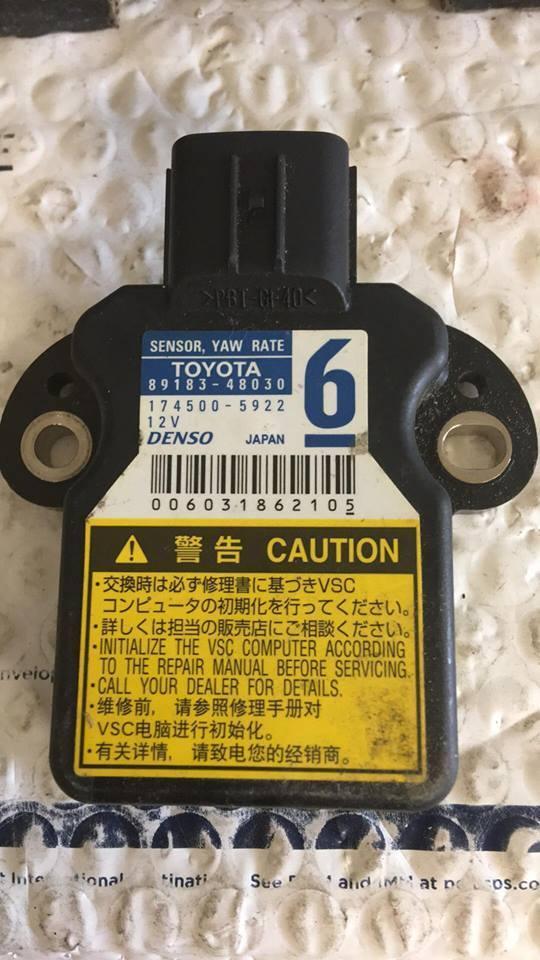 >PBT-GF40<
SENSOR, YAW RATE
TOYOTA
89183-48030
6
174500-5922
12V
DENSO JAPAN
006031862105
警告 CAUTION
・交換時は必ず修理書に基づきVSC
コンピュータの初期化を行ってください。
・詳しくは担当の販売店にご相談ください。
・INITIALIZE THE VSC COMPUTER ACCORDING
TO THE REPAIR MANUAL BEFORE SERVICING.
・CALL YOUR DEALER FOR DETAILS.
・维修前，请参照修理手册对
VSC电脑进行初始化。
・有关详情，请致电您的经销商。
See and at